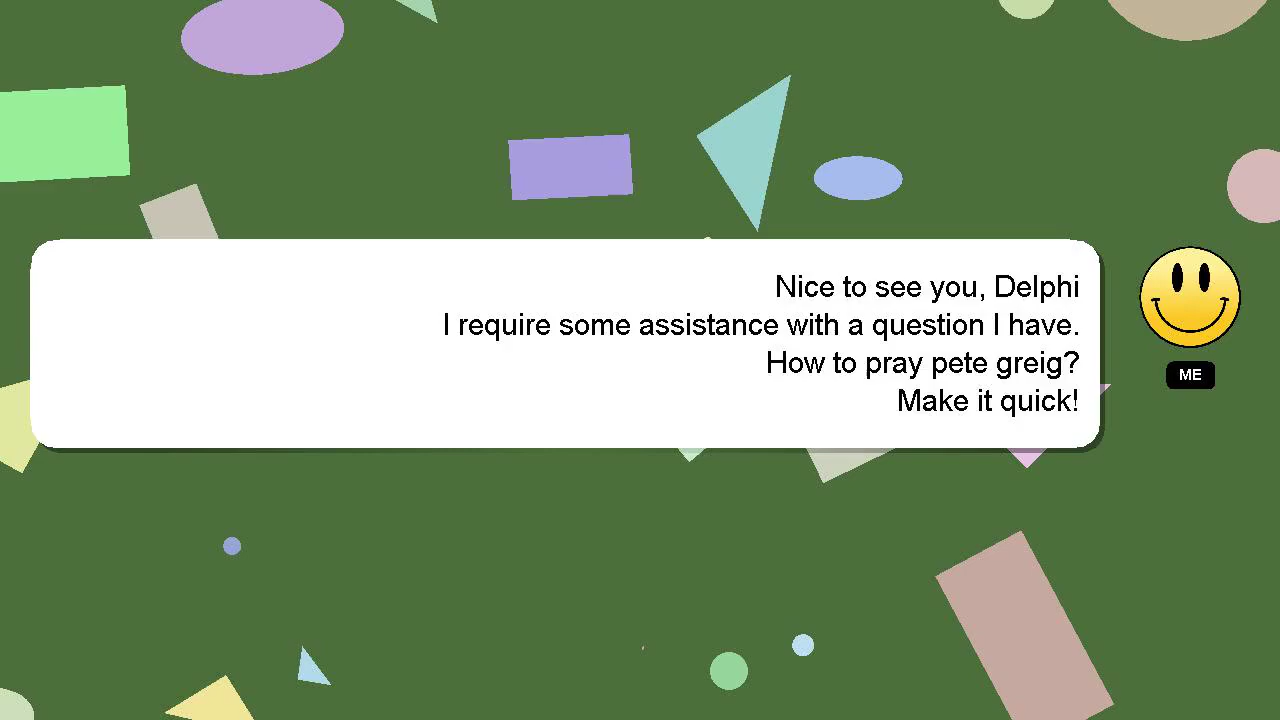 Nice to see you, Delphi
I require some assistance with a question I have.
How to pray pete greig?
Make it quick!
ME